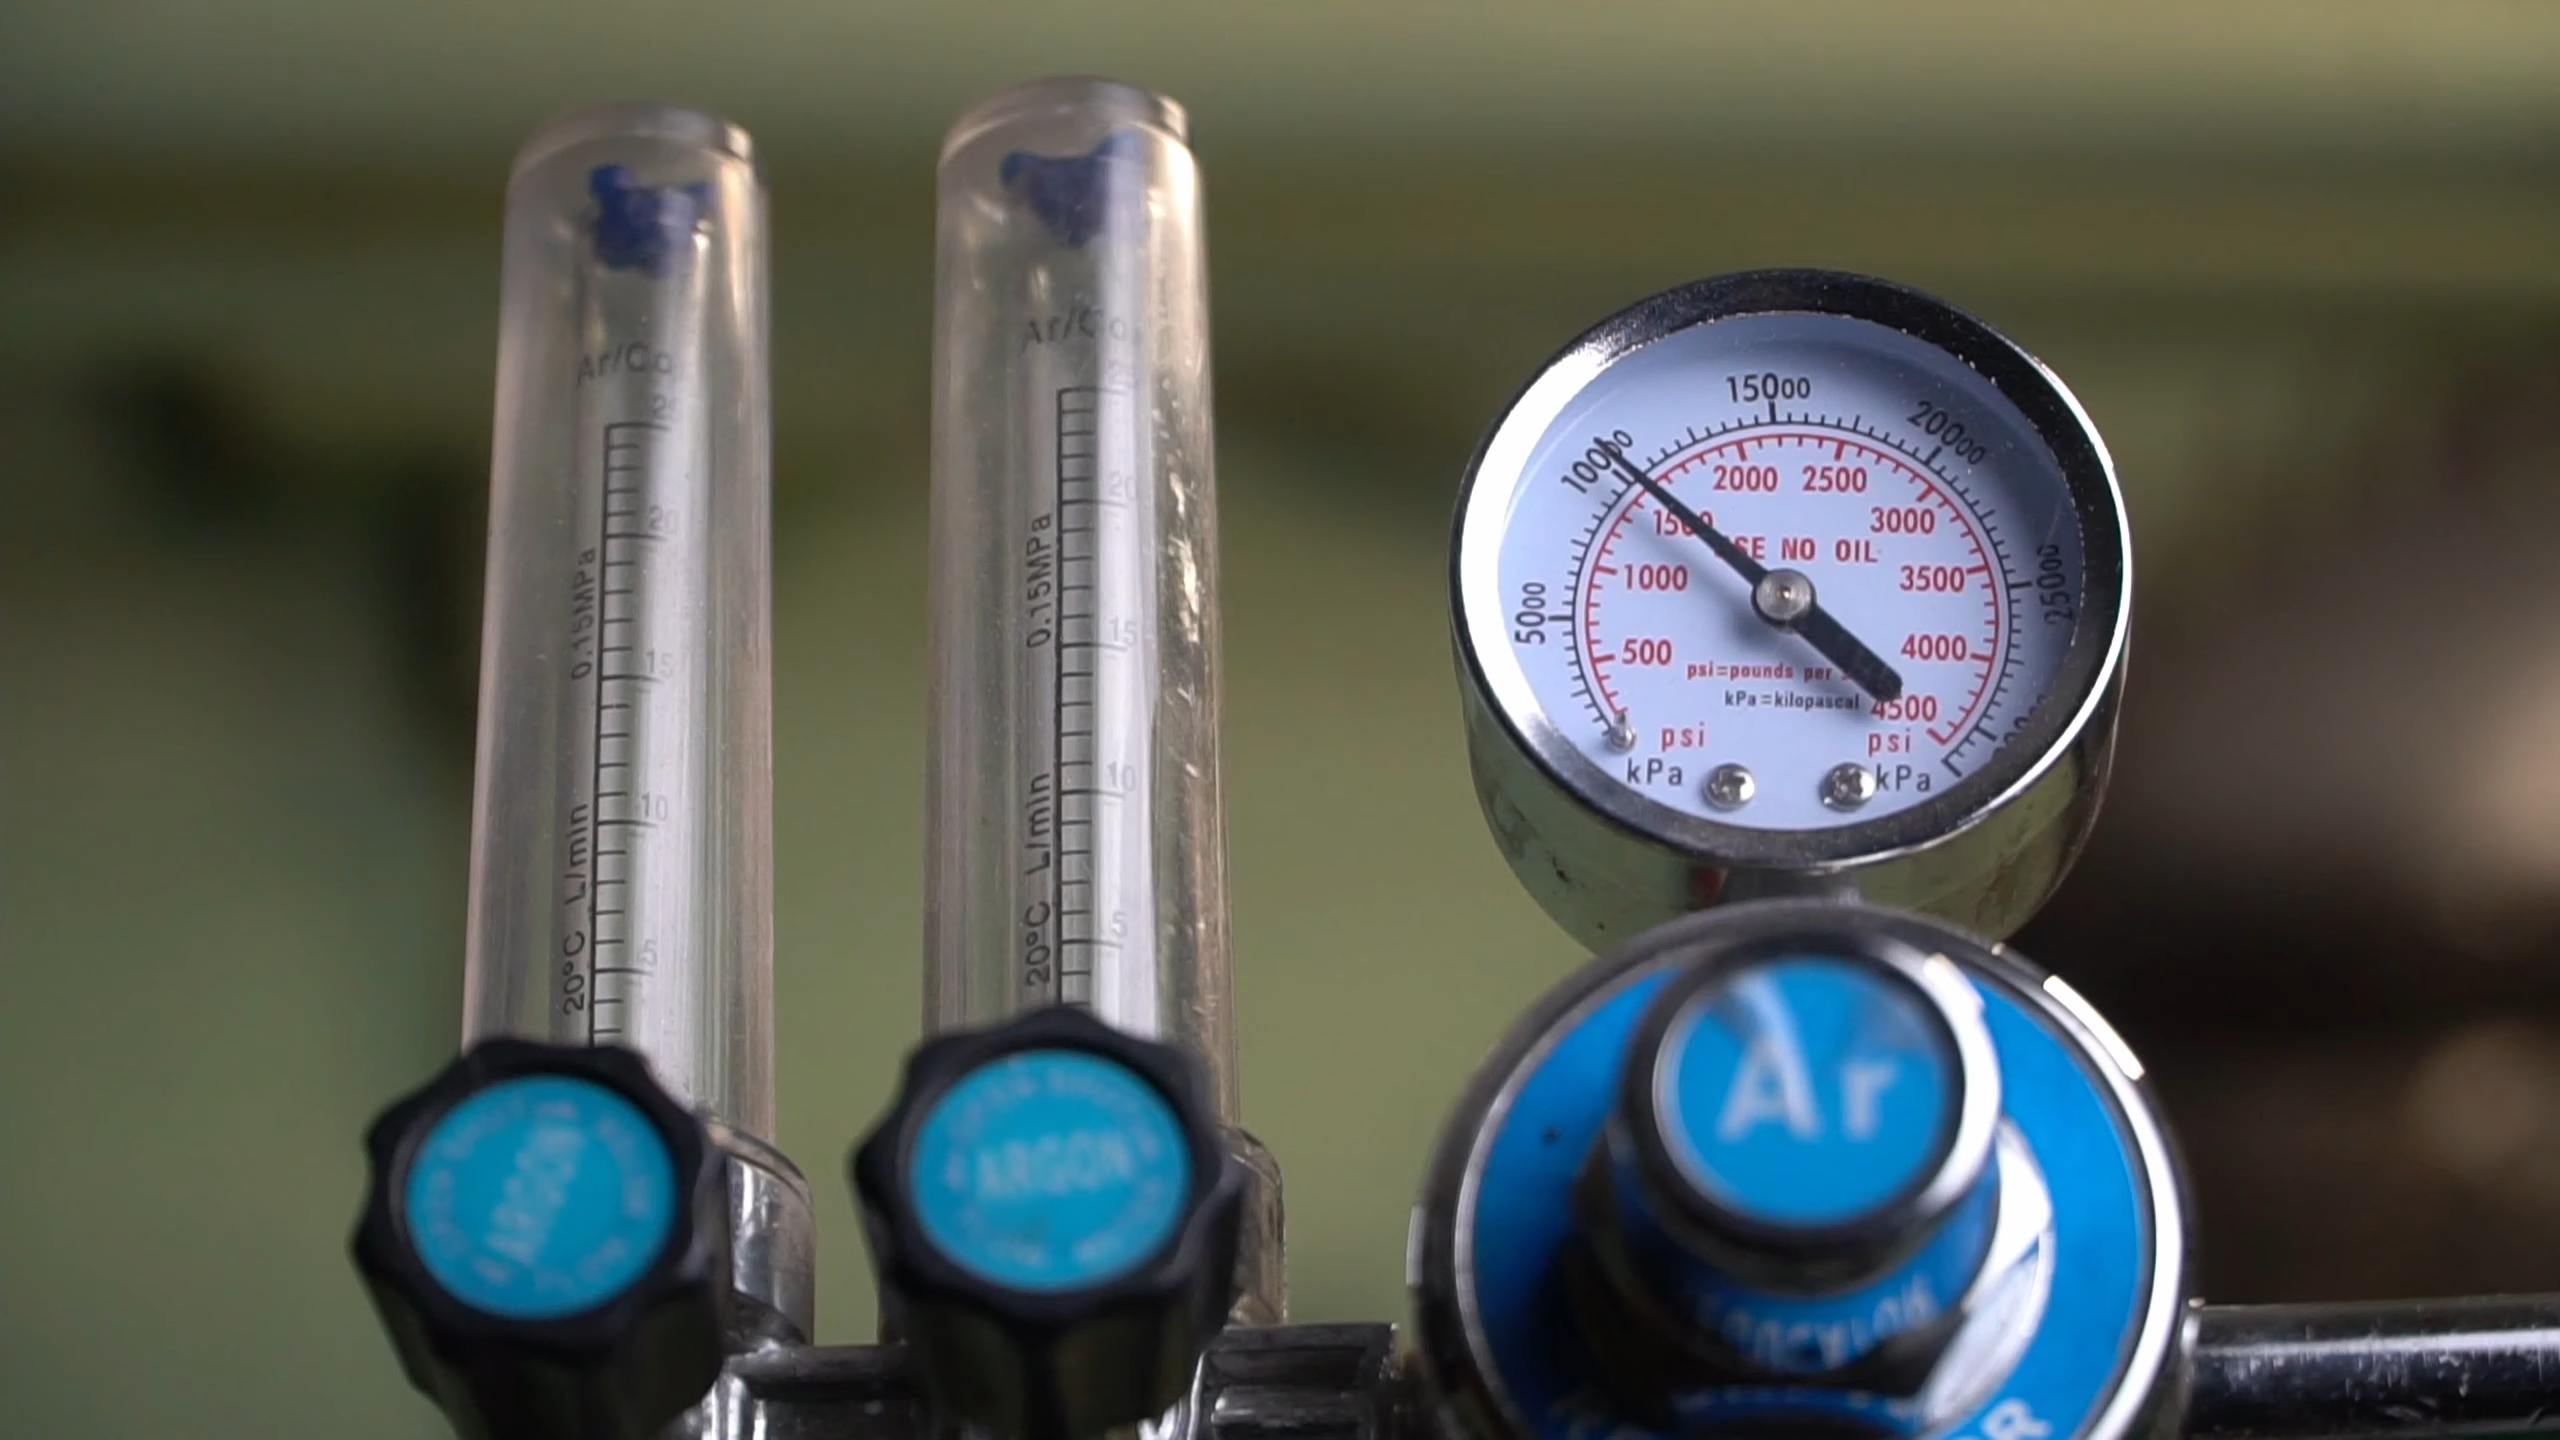 Ar/Co
20
15
10
5
0.15MPa
20°C L/min
Ar/Co
25
20
15
10
5
0.15MPa
20°C L/min
ARGON
ARGON
5000
10000
15000
20000
25000
500
1000
1500
2000
2500
3000
3500
4000
4500
USE NO OIL
psi=pounds per
kPa=kilopascal
psi
psi
kPa
kPa
Ar